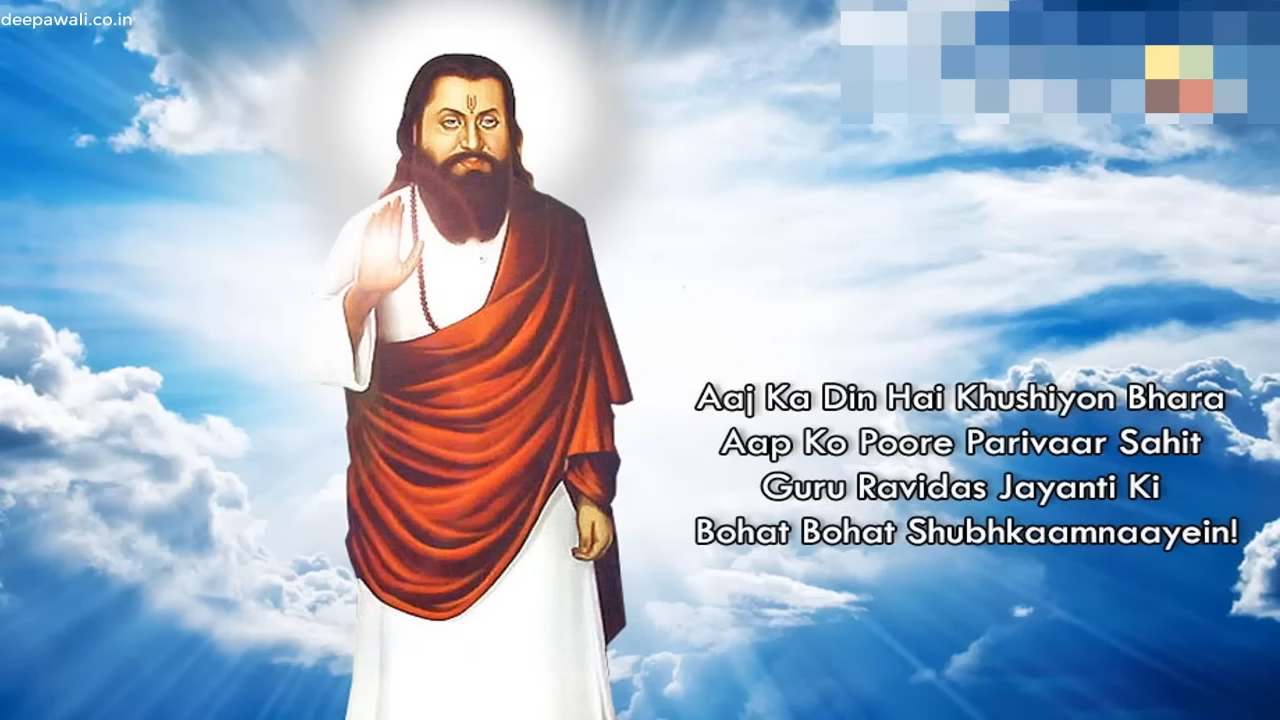 deepawali.co.in
Aaj Ka Din Hai Khushiyon Bhara
Aap Ko Poore Parivaar Sahit
Guru Ravidas Jayanti Ki
Bohat Bohat Shubhkaamnaayein!